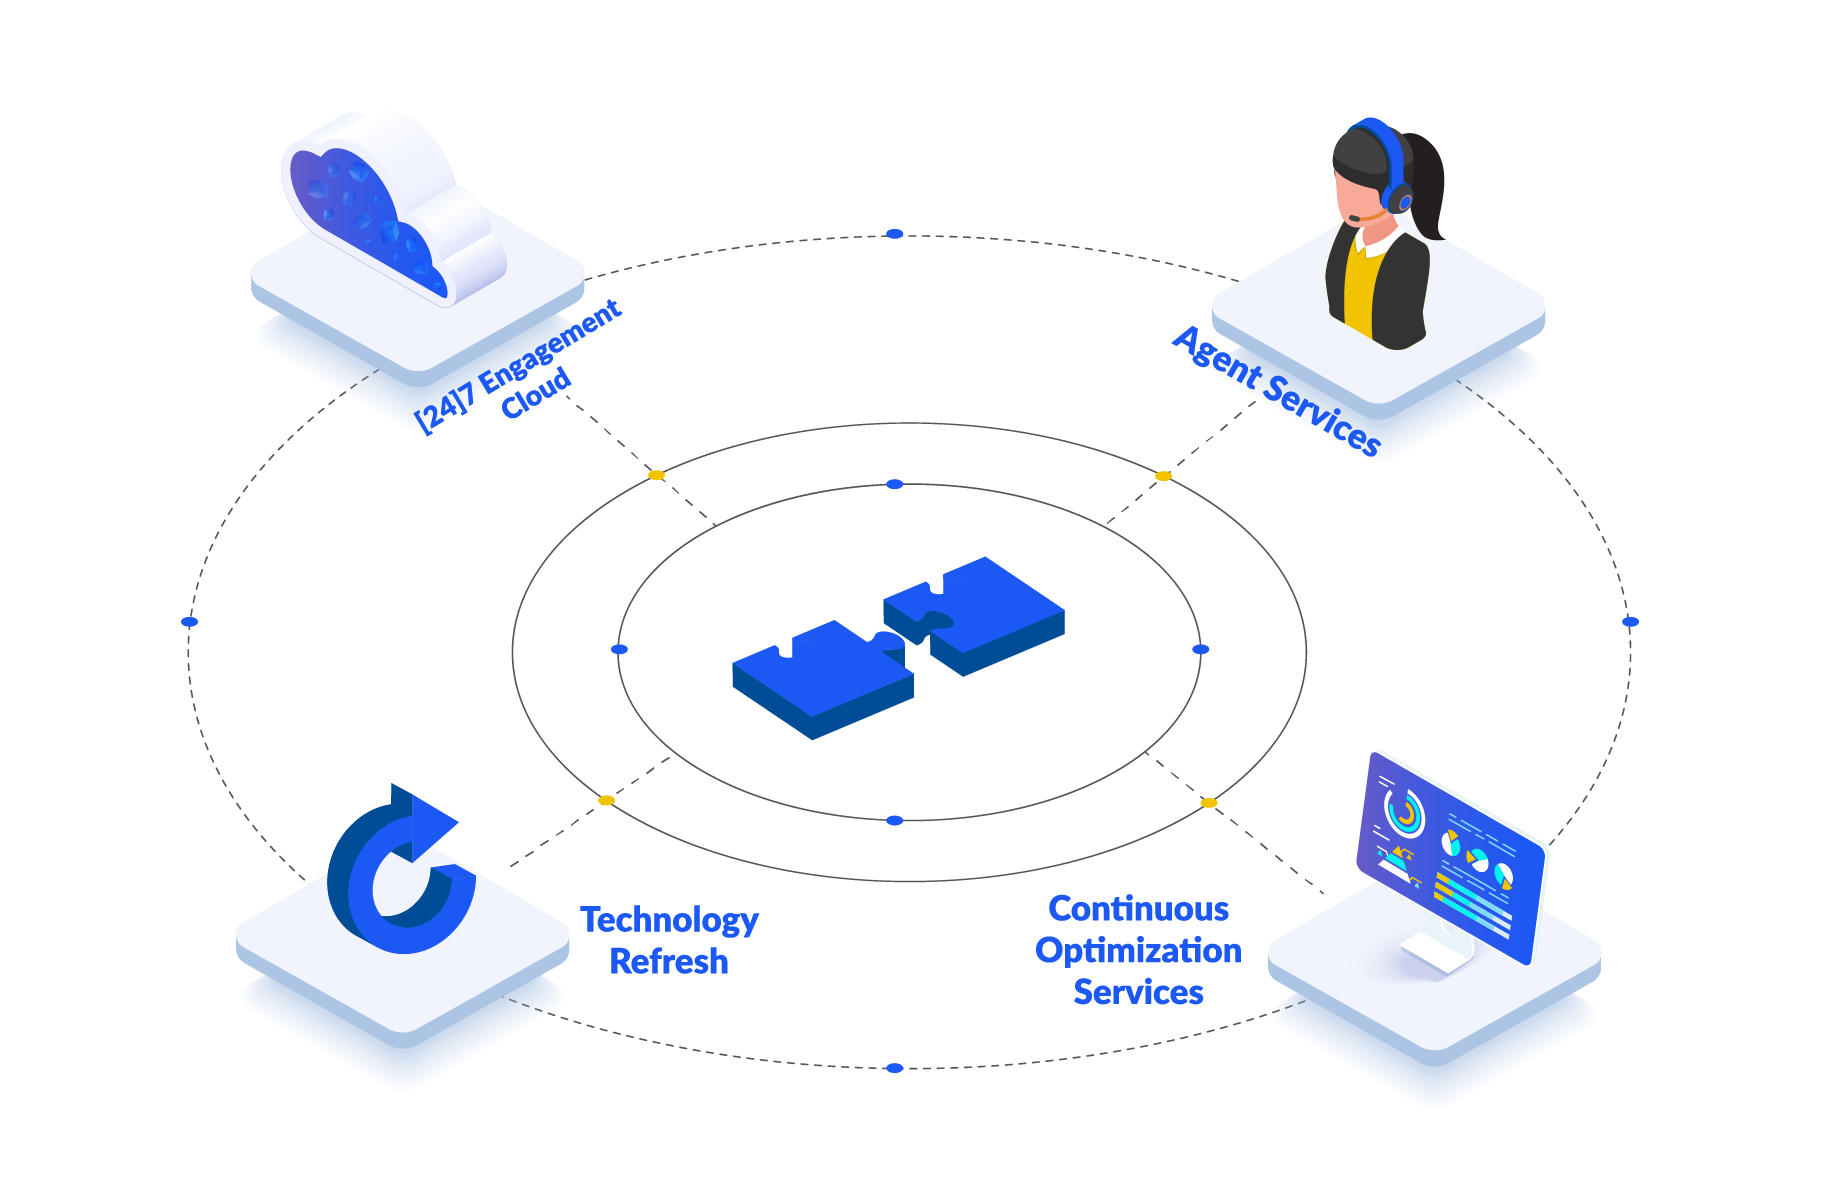 [24]7 Engagement
Cloud
Agent Services
Technology
Refresh
Continuous
Optimization
Services